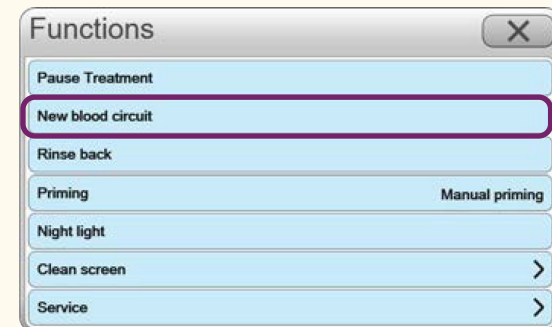 Functions
Pause Treatment
New blood circuit
Rinse back
Priming Manual priming
Night light
Clean screen
Service